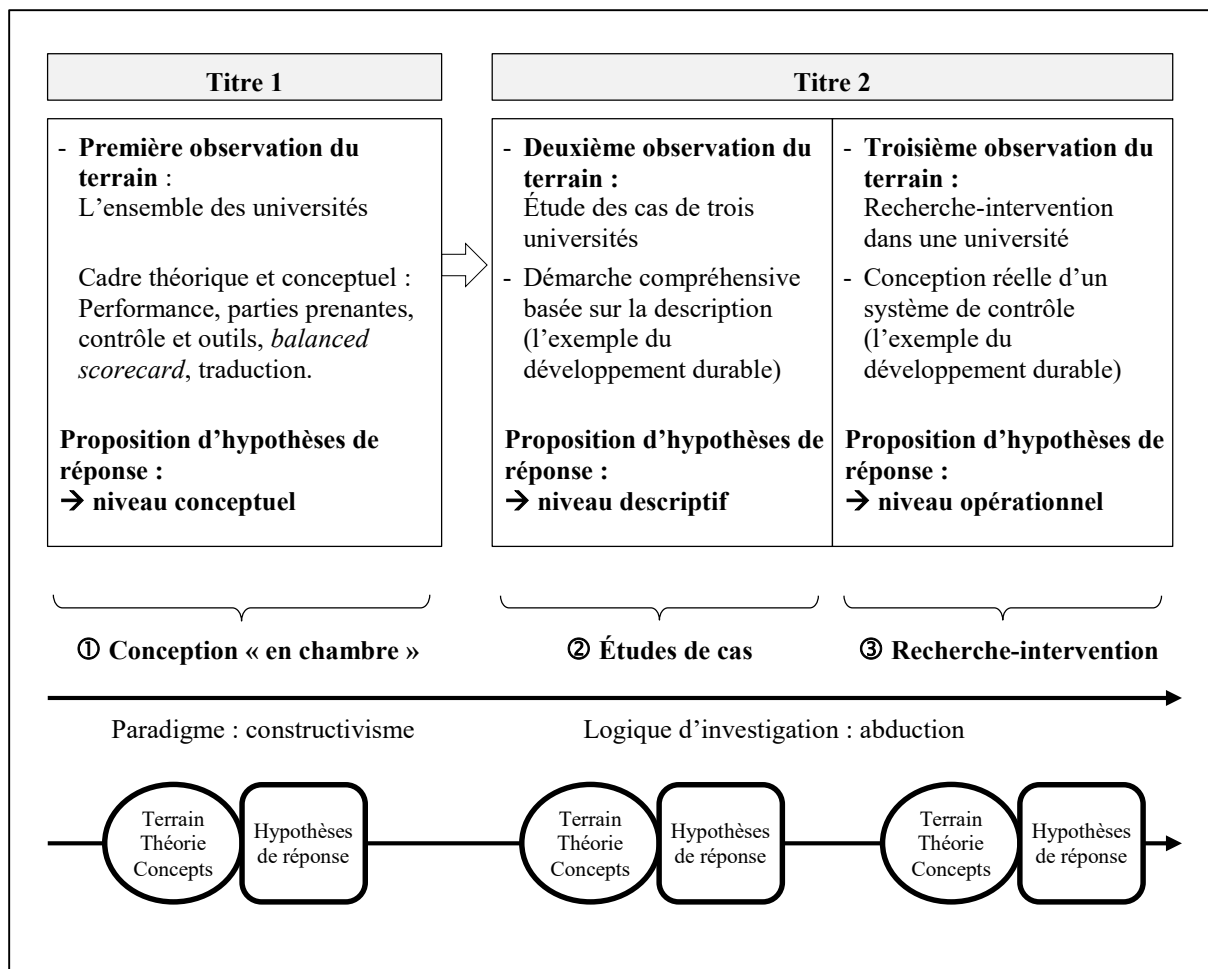 Titre 1
- Première observation du
terrain :
L’ensemble des universités
Cadre théorique et conceptuel :
Performance, parties prenantes,
contrôle et outils, balanced
scorecard, traduction.
Proposition d’hypothèses de
réponse :
→ niveau conceptuel
Titre 2
- Deuxième observation du
terrain :
Étude des cas de trois
universités
- Démarche compréhensive
basée sur la description
(l’exemple du
développement durable)
Proposition d’hypothèses de
réponse :
→ niveau descriptif
- Troisième observation du
terrain :
Recherche-intervention
dans une université
- Conception réelle d’un
système de contrôle
(l’exemple du
développement durable)
Proposition d’hypothèses de
réponse :
→ niveau opérationnel
① Conception « en chambre »
② Études de cas
③ Recherche-intervention
Paradigme : constructivisme
Logique d’investigation : abduction
Terrain
Théorie
Concepts
Hypothèses
de réponse
Terrain
Théorie
Concepts
Hypothèses
de réponse
Terrain
Théorie
Concepts
Hypothèses
de réponse